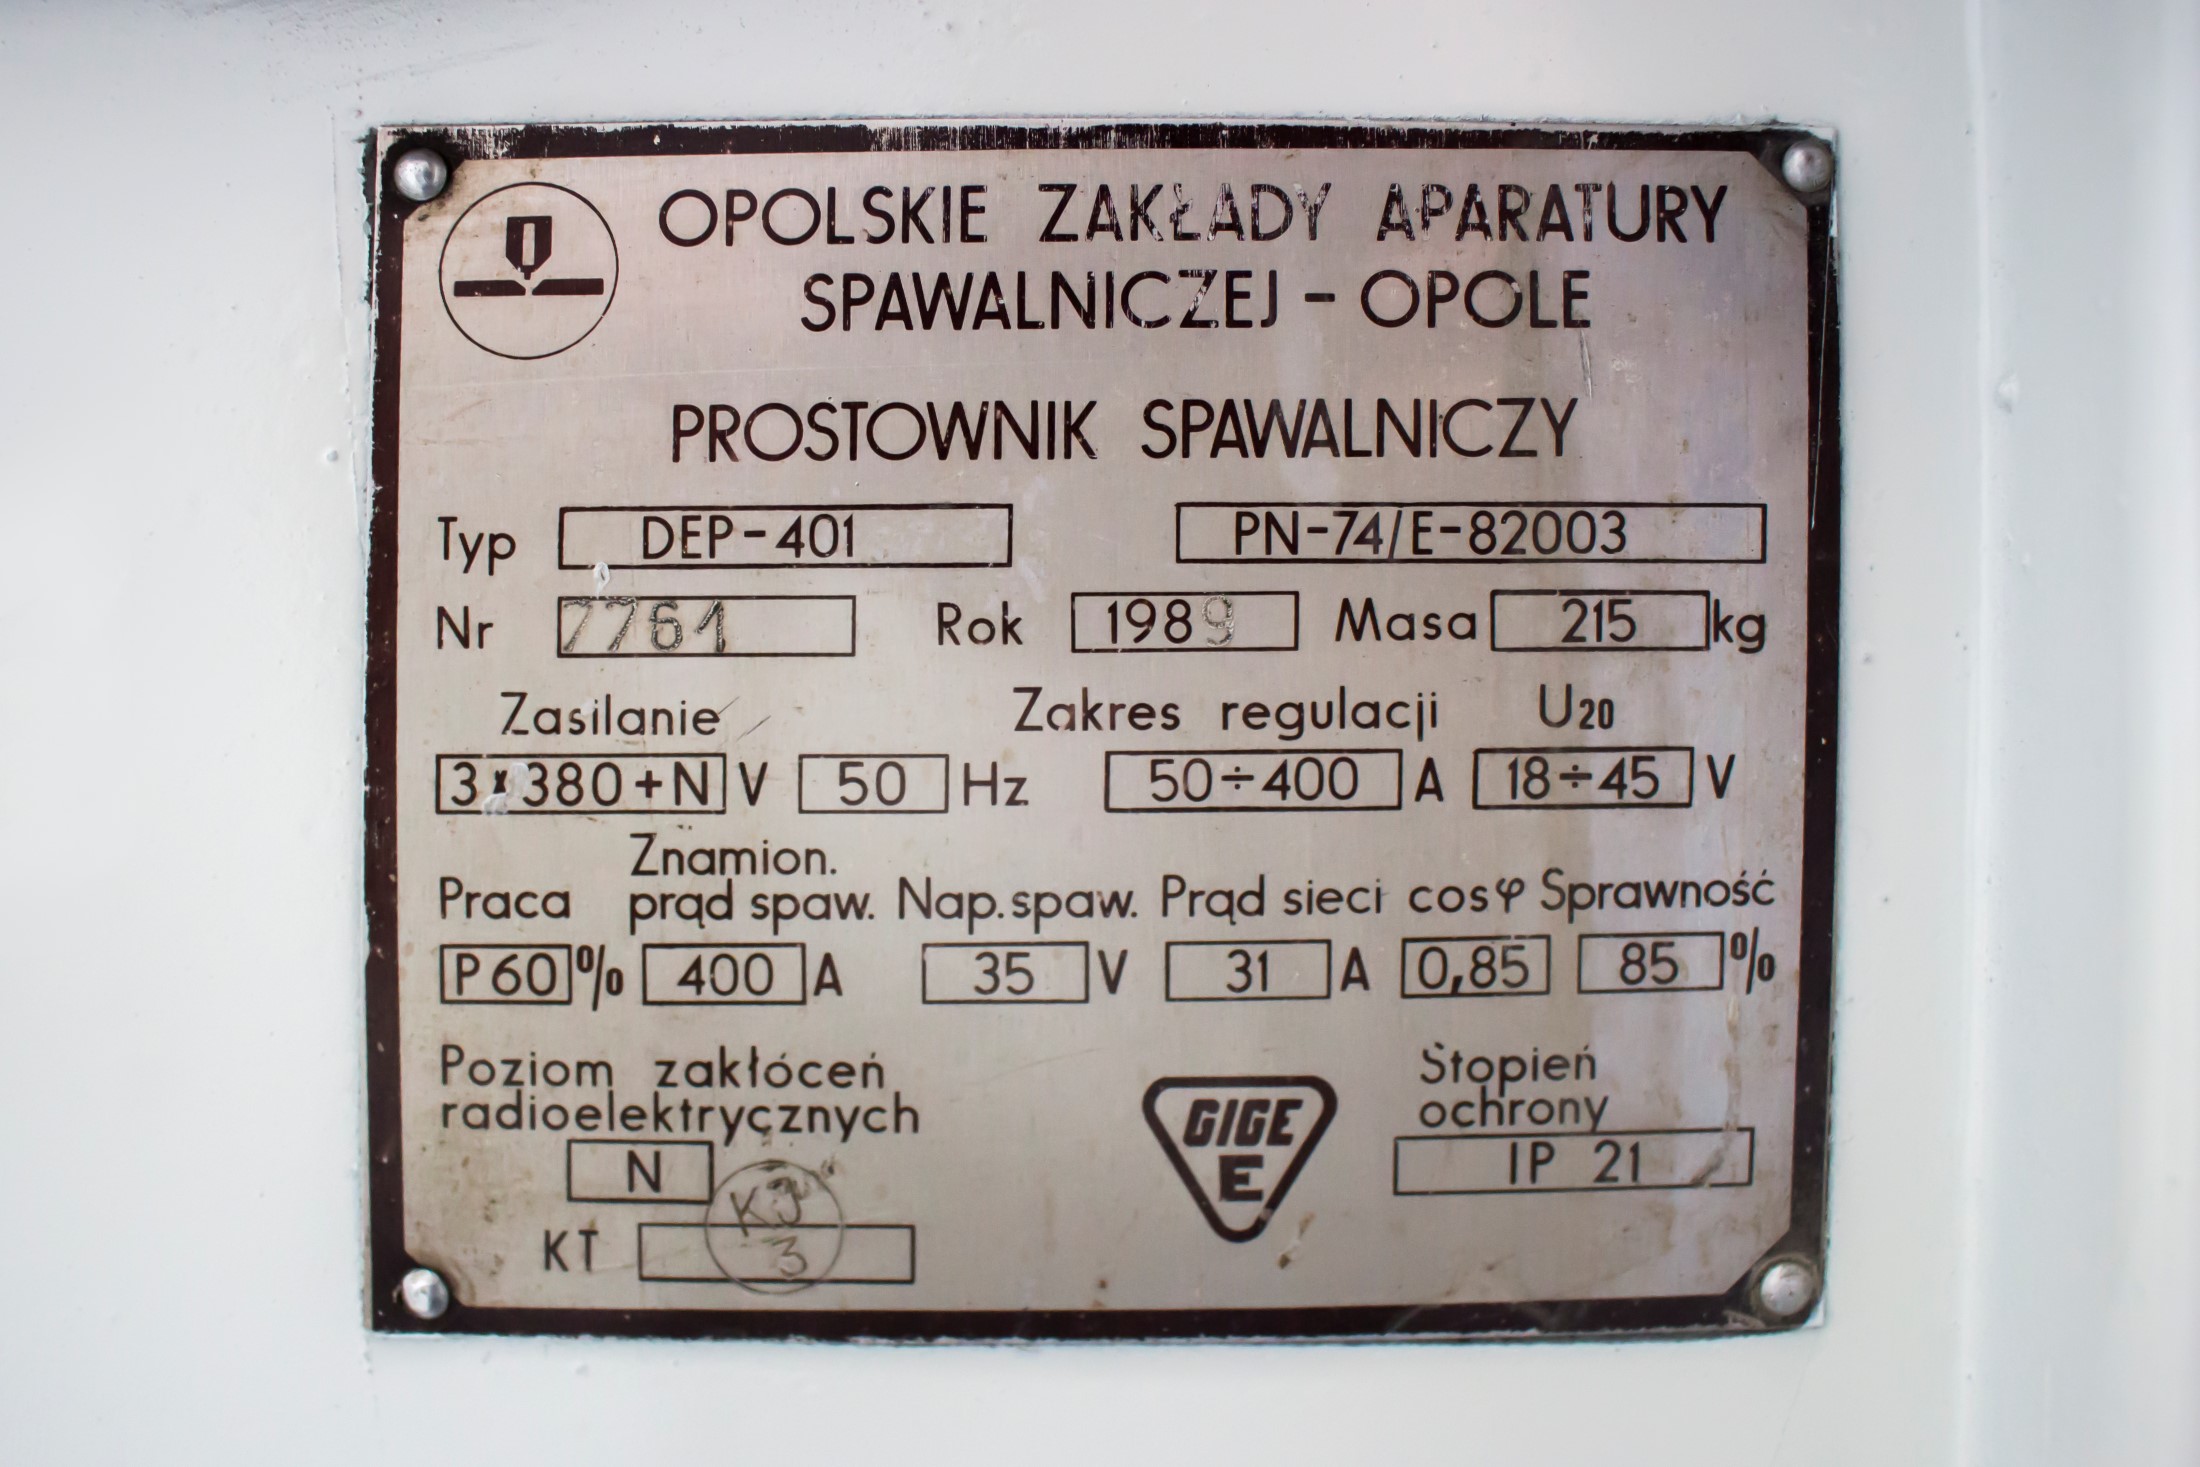 OPOLSKIE ZAKŁADY APARATURY
SPAWALNICZEJ - OPOLE
PROSTOWNIK SPAWALNICZY
Typ DEP-401 PN-74/E-82003
Nr 7761 Rok 1989 Masa 215 kg
Zasilanie Zakres regulacji U20
3x380+N V 50 Hz 50÷400 A 18÷45 V
Znamion.
Praca prąd spaw. Nap.spaw. Prąd sieci cosφ Sprawność
P60% 400 A 35 V 31 A 0,85 85%
Poziom zakłóceń Stopień
radioelektrycznych ochrony
GIGE
E
N IP 21
KJ
KT 3